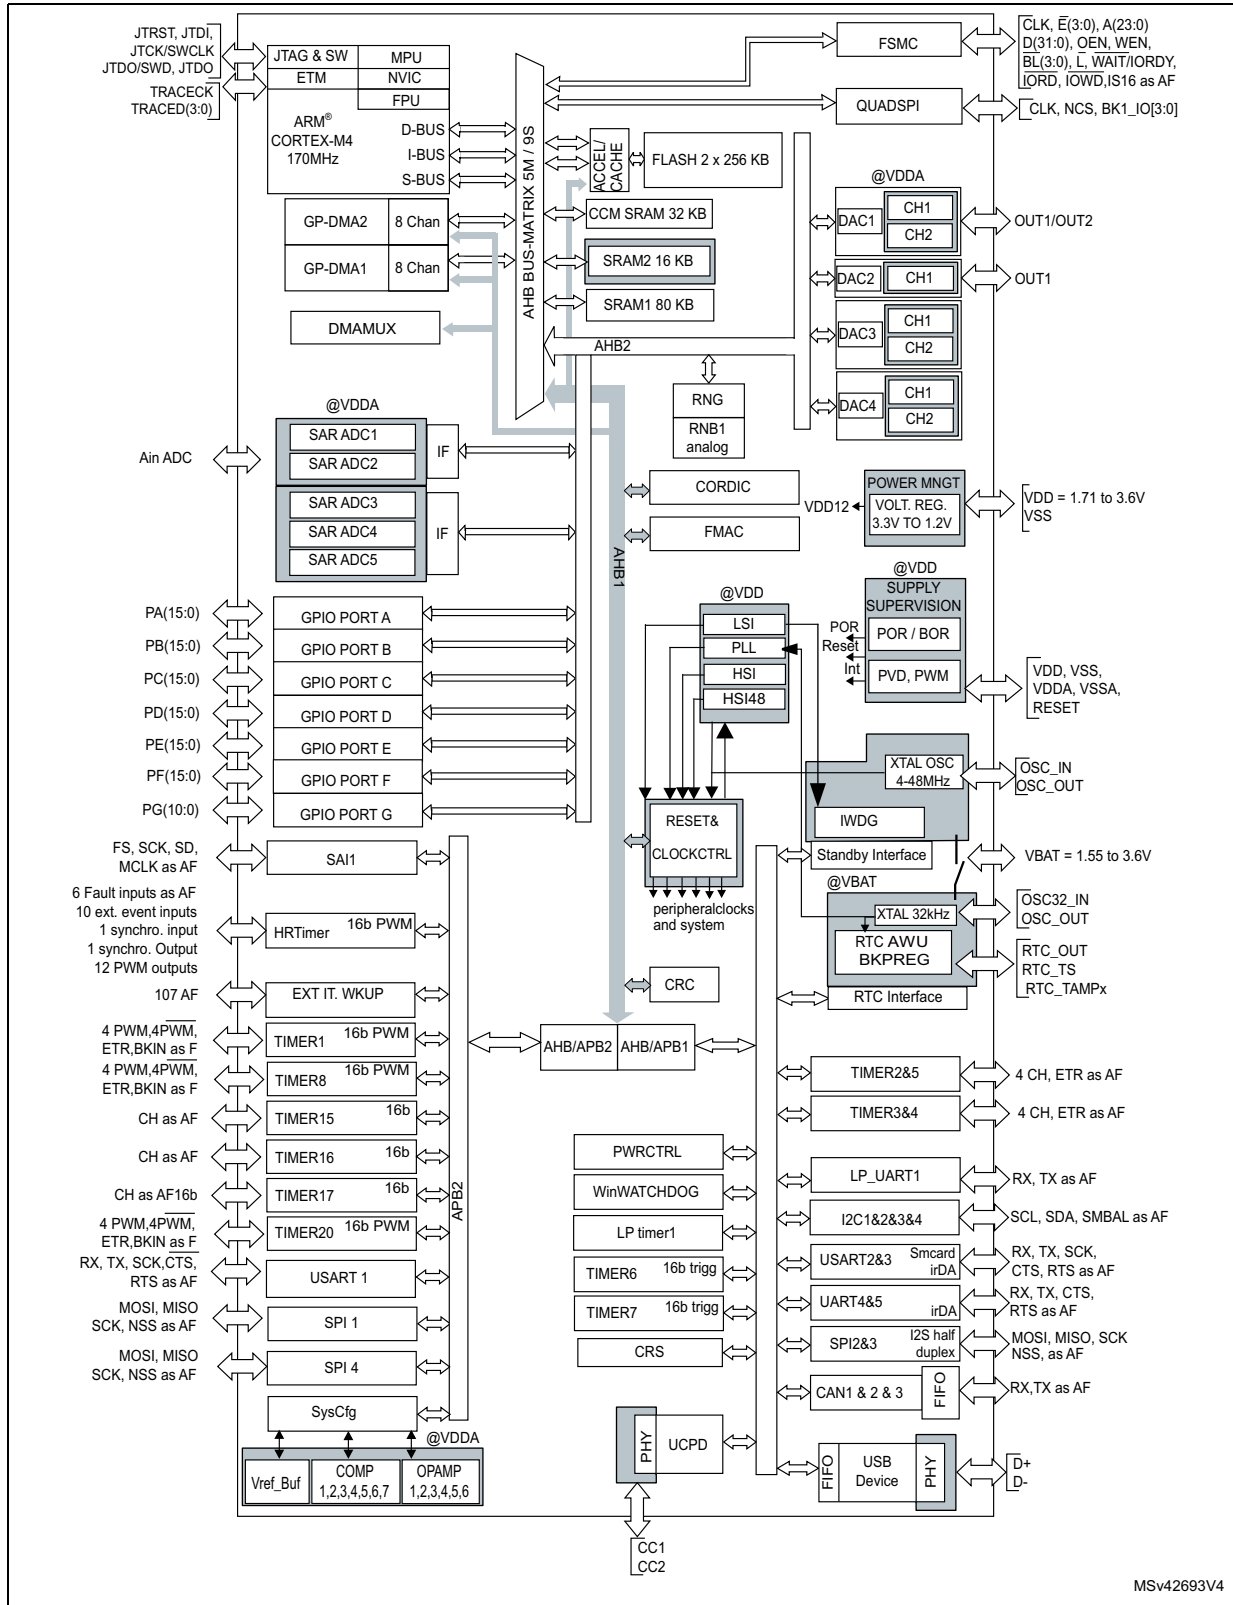 JTRST, JTDI,
JTCK/SWCLK
JTDO/SWD, JTDO
TRACECK
TRACED(3:0)
JTAG & SW
MPU
ETM
NVIC
FPU
ARM®
CORTEX-M4
170MHz
D-BUS
I-BUS
S-BUS
GP-DMA2
8 Chan
GP-DMA1
8 Chan
DMAMUX
AHB BUS-MATRIX 5M / 9S
ACCEL/
CACHE
FLASH 2 x 256 KB
CCM SRAM 32 KB
SRAM2 16 KB
SRAM1 80 KB
AHB2
RNG
RNB1
analog
FSMC
CLK, E(3:0), A(23:0)
D(31:0), OEN, WEN,
BL(3:0), L, WAIT/IORDY,
IORD, IOWD,IS16 as AF
QUADSPI
CLK, NCS, BK1_IO[3:0]
@VDDA
DAC1
CH1
CH2
OUT1/OUT2
DAC2
CH1
OUT1
DAC3
CH1
CH2
DAC4
CH1
CH2
@VDDA
Ain ADC
SAR ADC1
SAR ADC2
IF
SAR ADC3
SAR ADC4
SAR ADC5
IF
CORDIC
FMAC
AHB1
POWER MNGT
VDD12
VOLT. REG.
3.3V TO 1.2V
VDD = 1.71 to 3.6V
VSS
@VDD
SUPPLY
SUPERVISION
POR
Reset
Int
POR / BOR
PVD, PWM
VDD, VSS,
VDDA, VSSA,
RESET
@VDD
LSI
PLL
HSI
HSI48
PA(15:0)
GPIO PORT A
PB(15:0)
GPIO PORT B
PC(15:0)
GPIO PORT C
PD(15:0)
GPIO PORT D
PE(15:0)
GPIO PORT E
PF(15:0)
GPIO PORT F
PG(10:0)
GPIO PORT G
XTAL OSC
4-48MHz
OSC_IN
OSC_OUT
IWDG
Standby Interface
VBAT = 1.55 to 3.6V
RESET&
CLOCKCTRL
peripheralclocks
and system
@VBAT
XTAL 32kHz
OSC32_IN
OSC_OUT
RTC AWU
BKPREG
RTC_OUT
RTC_TS
RTC_TAMPx
RTC Interface
CRC
AHB/APB2
AHB/APB1
FS, SCK, SD,
MCLK as AF
SAI1
6 Fault inputs as AF
10 ext. event inputs
1 synchro. input
1 synchro. Output
12 PWM outputs
HRTimer
16b PWM
107 AF
EXT IT. WKUP
4 PWM,4PWM,
ETR,BKIN as F
TIMER1
16b PWM
4 PWM,4PWM,
ETR,BKIN as F
TIMER8
16b PWM
CH as AF
TIMER15
16b
CH as AF
TIMER16
16b
CH as AF16b
TIMER17
16b
4 PWM,4PWM,
ETR,BKIN as F
TIMER20
16b PWM
RX, TX, SCK,CTS,
RTS as AF
USART 1
MOSI, MISO
SCK, NSS as AF
SPI 1
MOSI, MISO
SCK, NSS as AF
SPI 4
SysCfg
APB2
@VDDA
Vref_Buf
COMP
1,2,3,4,5,6,7
OPAMP
1,2,3,4,5,6
PWRCTRL
WinWATCHDOG
LP timer1
TIMER6
16b trigg
TIMER7
16b trigg
CRS
PHY
UCPD
CC1
CC2
TIMER2&5
4 CH, ETR as AF
TIMER3&4
4 CH, ETR as AF
LP_UART1
RX, TX as AF
I2C1&2&3&4
SCL, SDA, SMBAL as AF
USART2&3
Smcard
irDA
RX, TX, SCK,
CTS, RTS as AF
UART4&5
irDA
RX, TX, CTS,
RTS as AF
SPI2&3
I2S half
duplex
MOSI, MISO, SCK
NSS, as AF
CAN1 & 2 & 3
FIFO
RX,TX as AF
FIFO
USB
Device
PHY
D+
D-
MSv42693V4